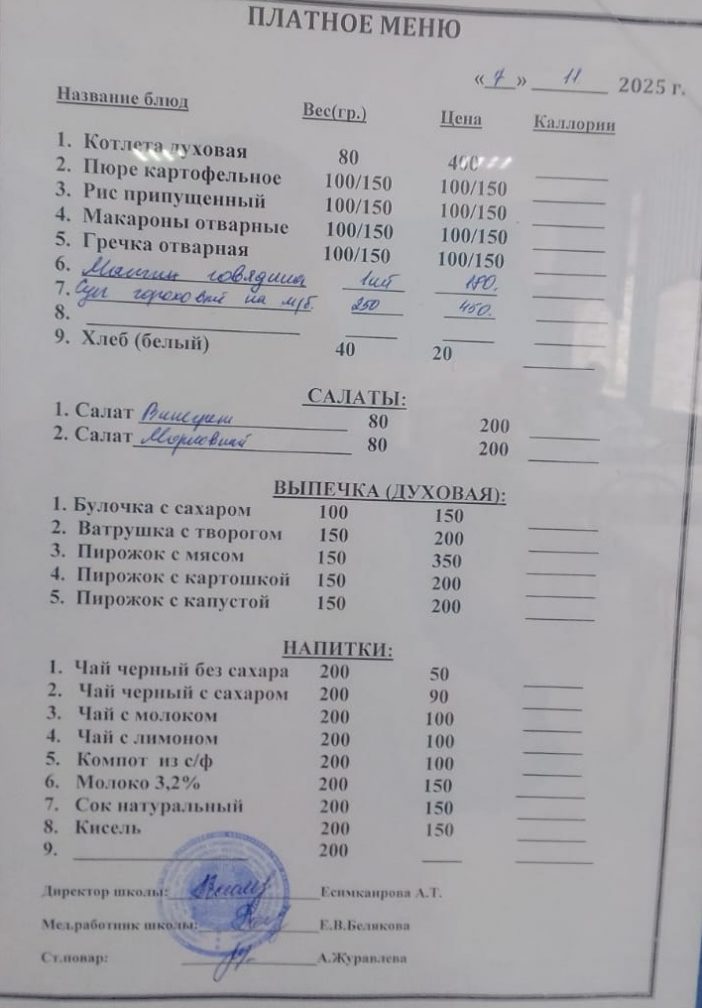 ПЛАТНОЕ МЕНЮ
« 7 » 11 2025 г.
Название блюд Вес(гр.) Цена Каллории
1. Котлета духовая 80 400
2. Пюре картофельное 100/150 100/150
3. Рис припущенный 100/150 100/150
4. Макароны отварные 100/150 100/150
5. Гречка отварная 100/150 100/150
6. говядина 1шт
7. Суп гороховый на м/б. 250 450.
8.
9. Хлеб (белый) 40 20
САЛАТЫ:
1. Салат Винегрет 80 200
2. Салат Морковный 80 200
ВЫПЕЧКА (ДУХОВАЯ):
1. Булочка с сахаром 100 150
2. Ватрушка с творогом 150 200
3. Пирожок с мясом 150 350
4. Пирожок с картошкой 150 200
5. Пирожок с капустой 150 200
НАПИТКИ:
1. Чай черный без сахара 200 50
2. Чай черный с сахаром 200 90
3. Чай с молоком 200 100
4. Чай с лимоном 200 100
5. Компот из с/ф 200 100
6. Молоко 3,2% 200 150
7. Сок натуральный 200 150
8. Кисель 200 150
9. 200
Директор школы: Есимканрова А.Т.
Мед.работник школы: Е.В.Белякова
Ст.повар: А.Журавлева